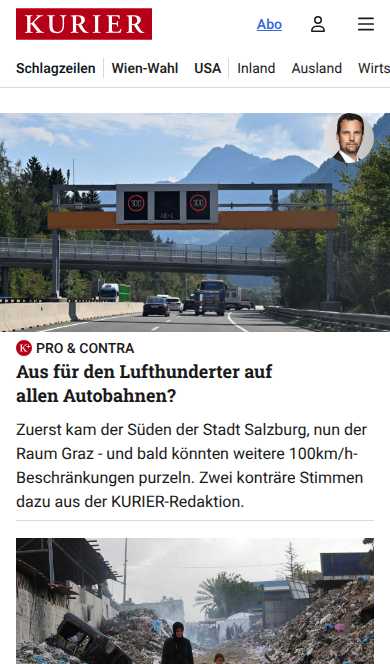 KURIER
Abo
Schlagzeilen Wien-Wahl USA Inland Ausland Wirts
100 100
K+ PRO & CONTRA
Aus für den Lufthunderter auf
allen Autobahnen?
Zuerst kam der Süden der Stadt Salzburg, nun der
Raum Graz - und bald könnten weitere 100km/h-
Beschränkungen purzeln. Zwei konträre Stimmen
dazu aus der KURIER-Redaktion.